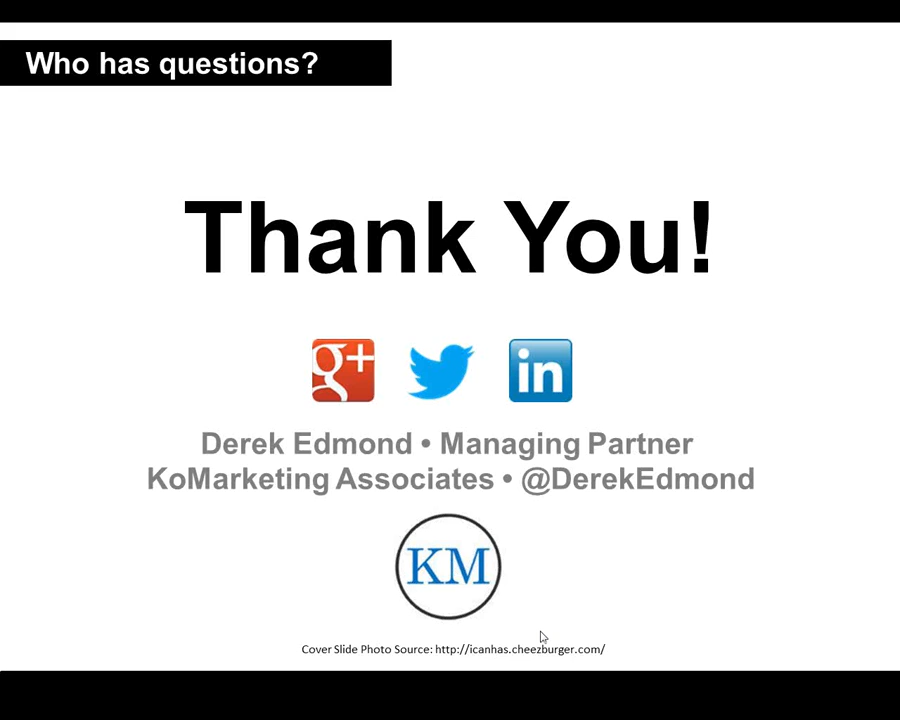 Who has questions?
Thank You!
g+ in
Derek Edmond • Managing Partner
KoMarketing Associates • @DerekEdmond
KM
Cover Slide Photo Source: http://icanhas.cheezburger.com/